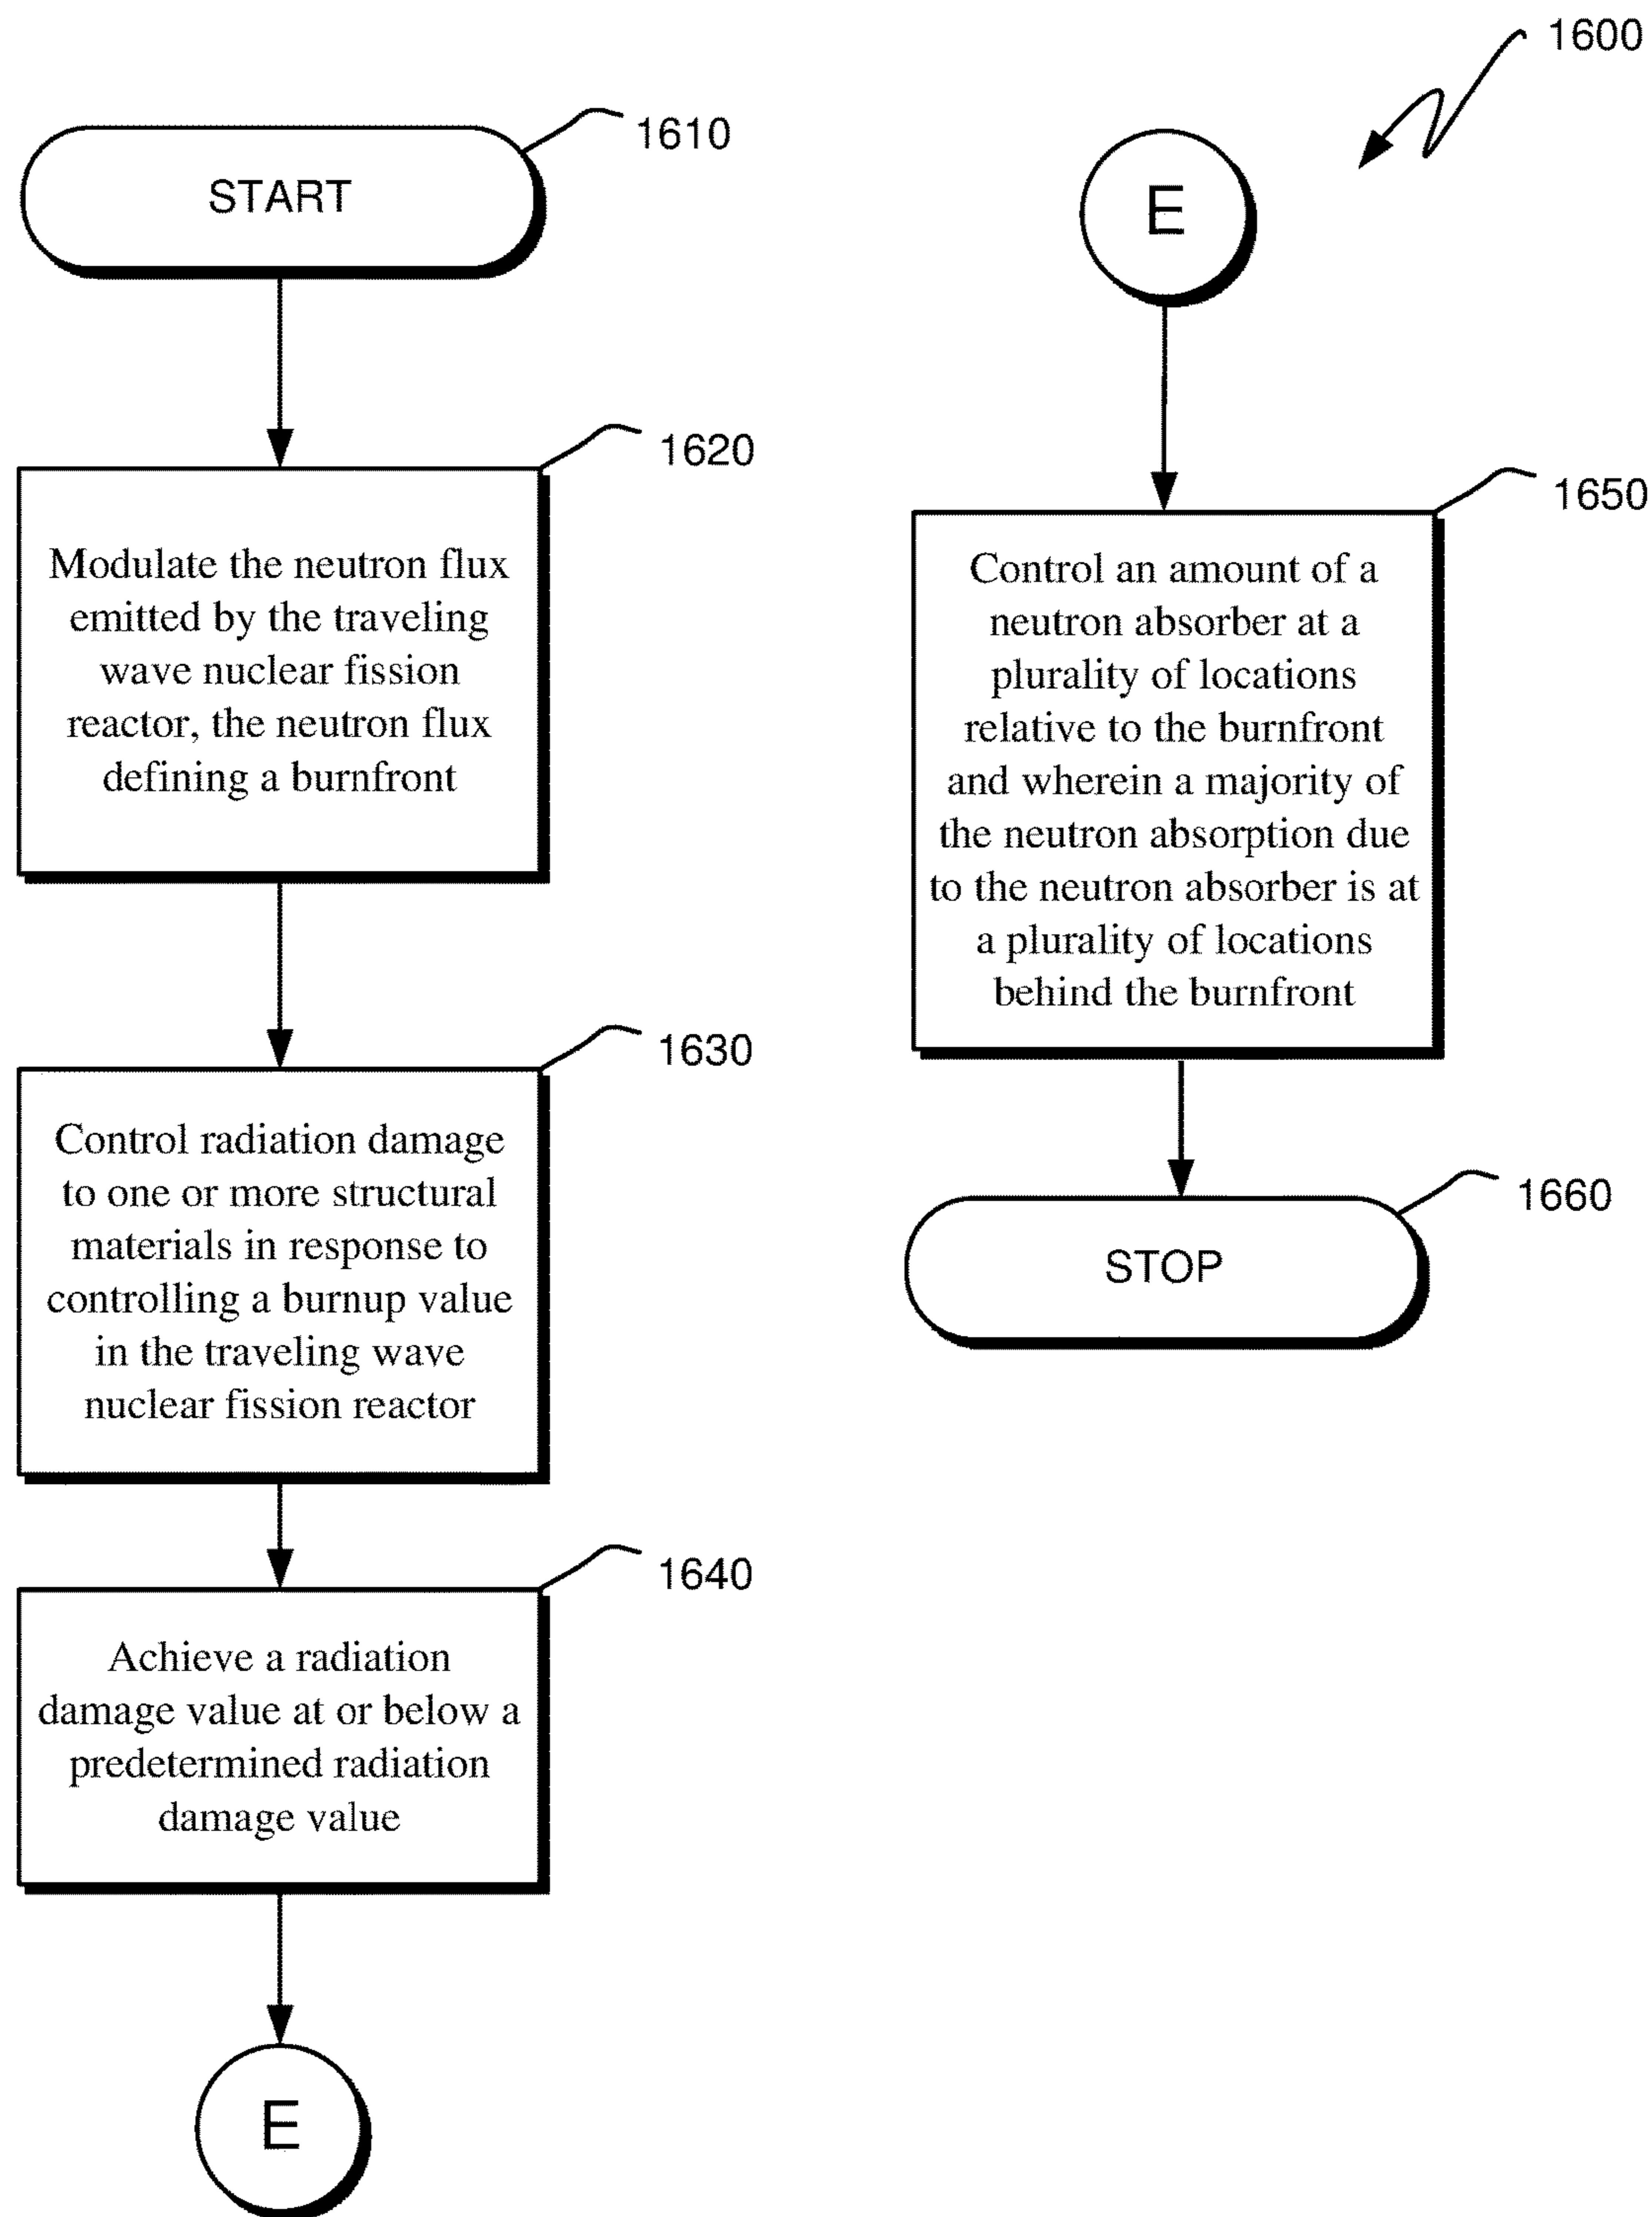 1610
START
1620
Modulate the neutron flux
emitted by the traveling
wave nuclear fission
reactor, the neutron flux
defining a burnfront
1630
Control radiation damage
to one or more structural
materials in response to
controlling a burnup value
in the traveling wave
nuclear fission reactor
1640
Achieve a radiation
damage value at or below a
predetermined radiation
damage value
E
1600
E
1650
Control an amount of a
neutron absorber at a
plurality of locations
relative to the burnfront
and wherein a majority of
the neutron absorption due
to the neutron absorber is at
a plurality of locations
behind the burnfront
1660
STOP